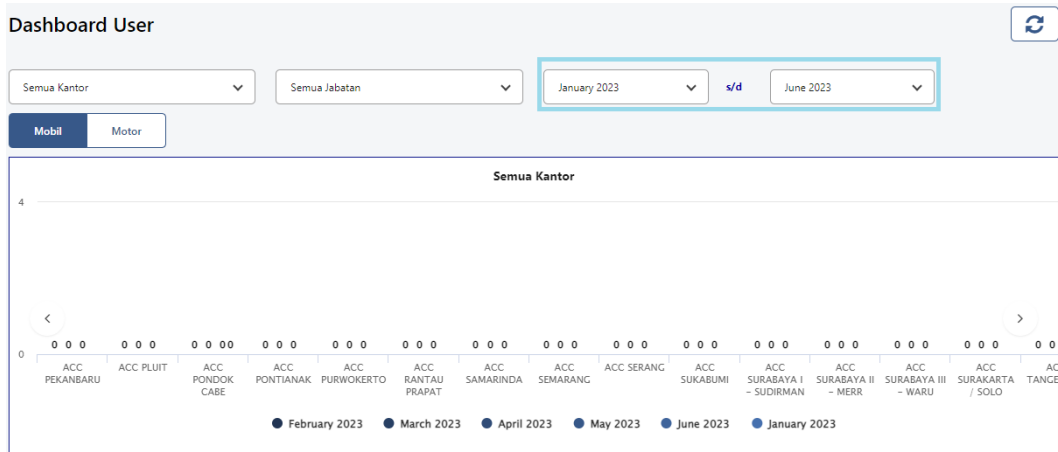 Dashboard User
Semua Kantor
Semua Jabatan
January 2023
s/d
June 2023
Mobil
Motor
Semua Kantor
4
0 0 0 0 0 0 0 0 00 0 0 0 0 0 0 0 0 0 0 0 0 0 0 0 0 0 0 0 0 0 0 0 0 0 0 0 0 0 0 0 0 0 0 0
0
ACC PEKANBARU
ACC PLUIT
ACC PONDOK CABE
ACC PONTIANAK
ACC PURWOKERTO
ACC RANTAU PRAPAT
ACC SAMARINDA
ACC SEMARANG
ACC SERANG
ACC SUKABUMI
ACC SURABAYA I – SUDIRMAN
ACC SURABAYA II – MERR
ACC SURABAYA III – WARU
ACC SURAKARTA / SOLO
February 2023
March 2023
April 2023
May 2023
June 2023
January 2023